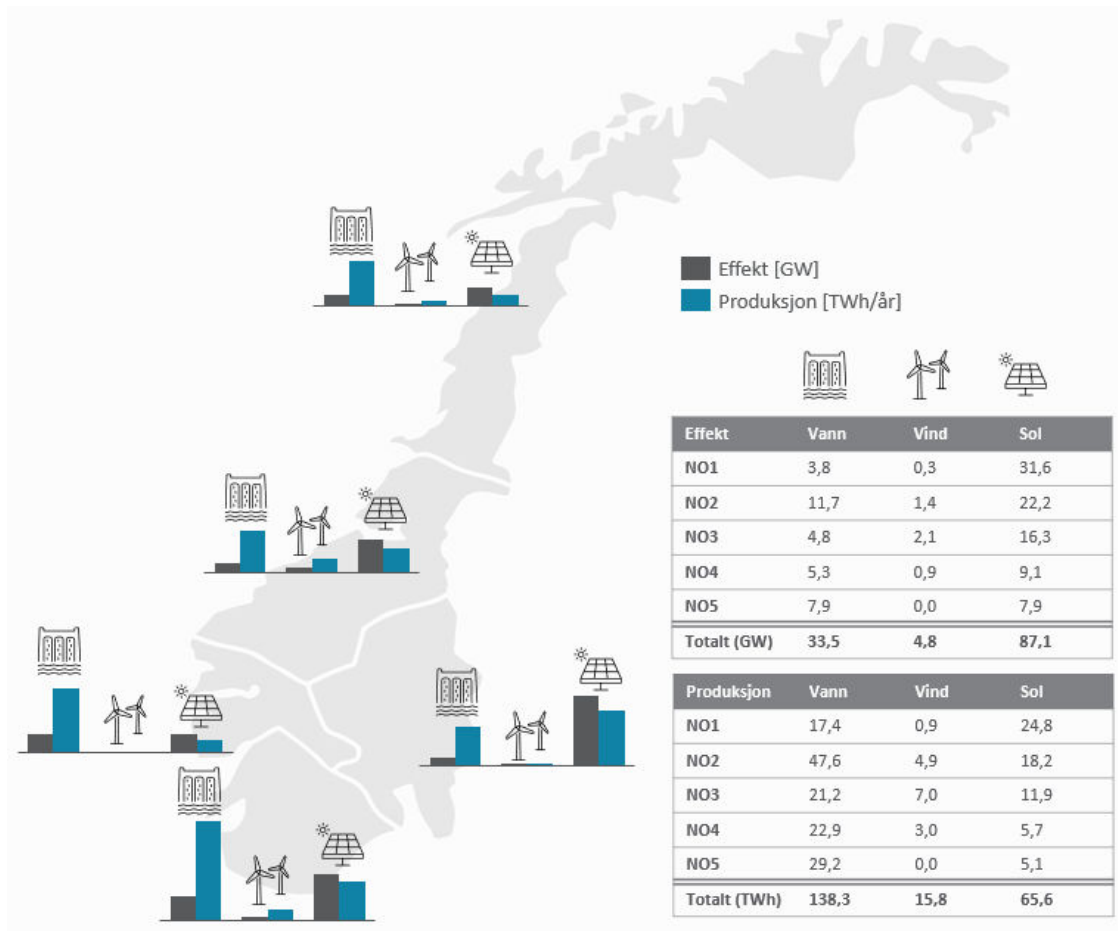 Effekt [GW]
Produksjon [TWh/år]
Effekt Vann Vind Sol
NO1 3,8 0,3 31,6
NO2 11,7 1,4 22,2
NO3 4,8 2,1 16,3
NO4 5,3 0,9 9,1
NO5 7,9 0,0 7,9
Totalt (GW) 33,5 4,8 87,1
Produksjon Vann Vind Sol
NO1 17,4 0,9 24,8
NO2 47,6 4,9 18,2
NO3 21,2 7,0 11,9
NO4 22,9 3,0 5,7
NO5 29,2 0,0 5,1
Totalt (TWh) 138,3 15,8 65,6